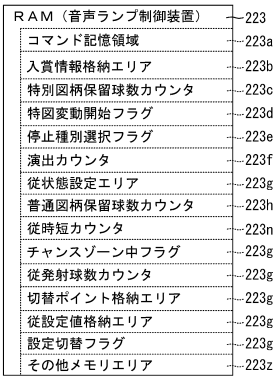 RAM（音声ランプ制御装置） 223
コマンド記憶領域 223a
入賞情報格納エリア 223b
特別図柄保留球数カウンタ 223c
特図変動開始フラグ 223d
停止種別選択フラグ 223e
演出カウンタ 223f
従状態設定エリア 223g
普通図柄保留球数カウンタ 223h
従時短カウンタ 223n
チャンスゾーン中フラグ 223g
従発射球数カウンタ 223g
切替ポイント格納エリア 223g
従設定値格納エリア 223g
設定切替フラグ 223g
その他メモリエリア 223z